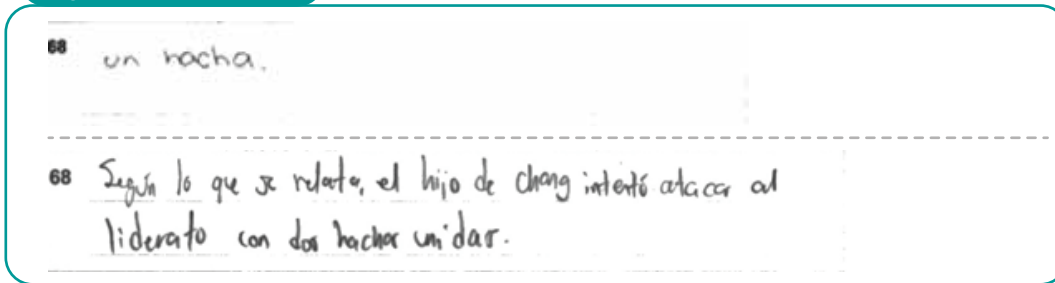 68 un hacha.
68 Según lo que se relata, el hijo de chang intentó atacar al
liderato con dos hachas unidas.